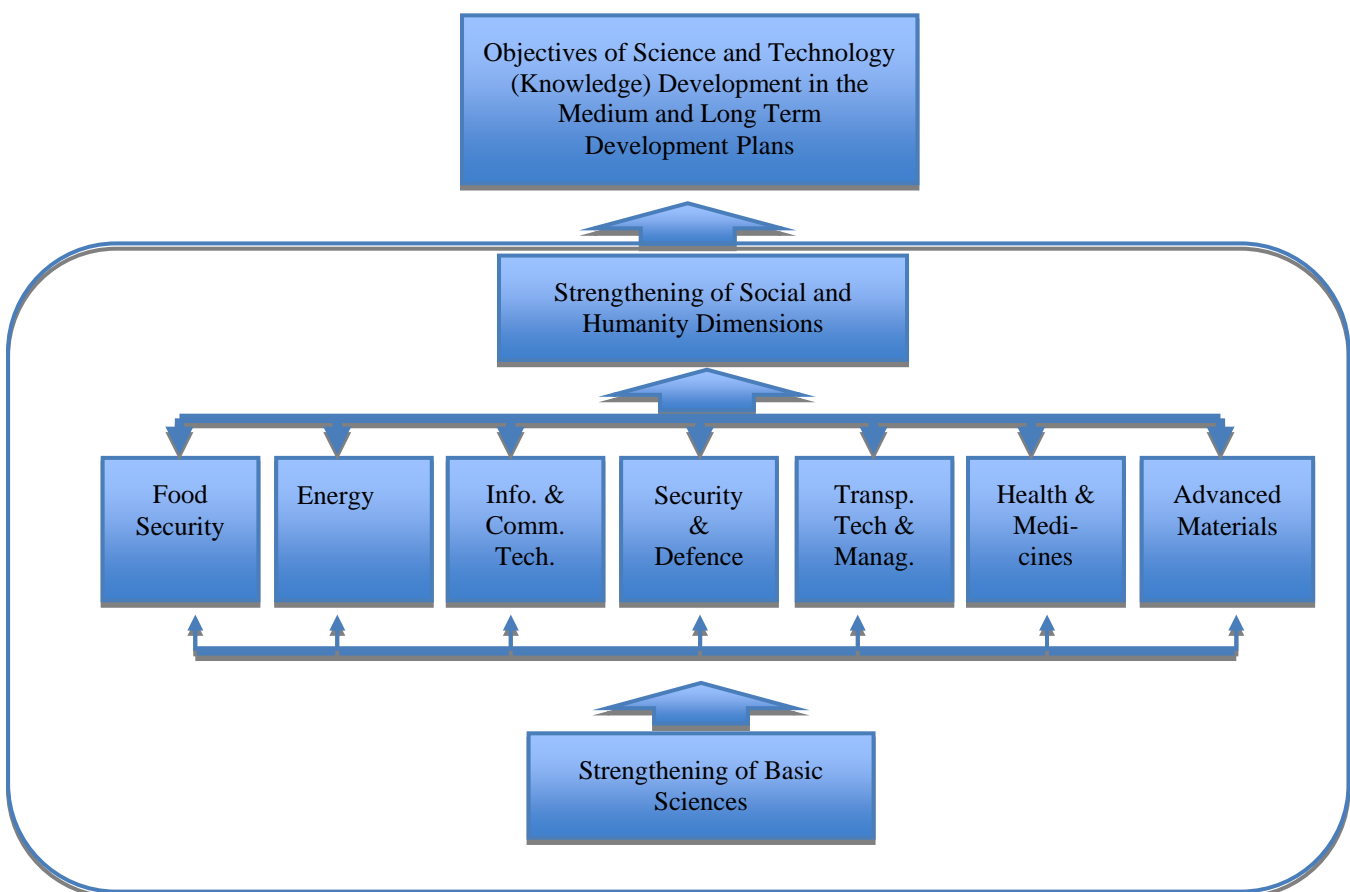 Objectives of Science and Technology
(Knowledge) Development in the
Medium and Long Term
Development Plans
Strengthening of Social and
Humanity Dimensions
Food
Security
Energy
Info. &
Comm.
Tech.
Security
&
Defence
Transp.
Tech &
Manag.
Health &
Medi-
cines
Advanced
Materials
Strengthening of Basic
Sciences